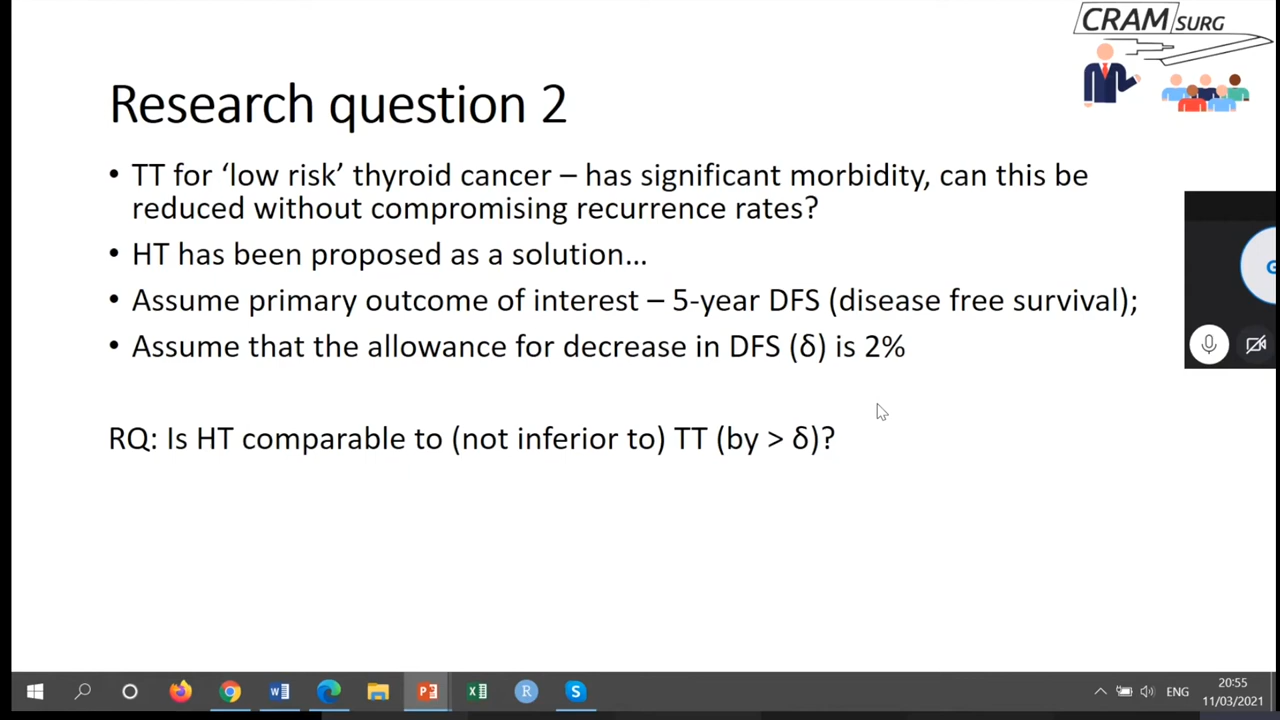 CRAM SURG
Research question 2
• TT for ‘low risk’ thyroid cancer – has significant morbidity, can this be
reduced without compromising recurrence rates?
• HT has been proposed as a solution…
• Assume primary outcome of interest – 5-year DFS (disease free survival);
• Assume that the allowance for decrease in DFS (δ) is 2%
RQ: Is HT comparable to (not inferior to) TT (by > δ)?
ENG
20:55
11/03/2021